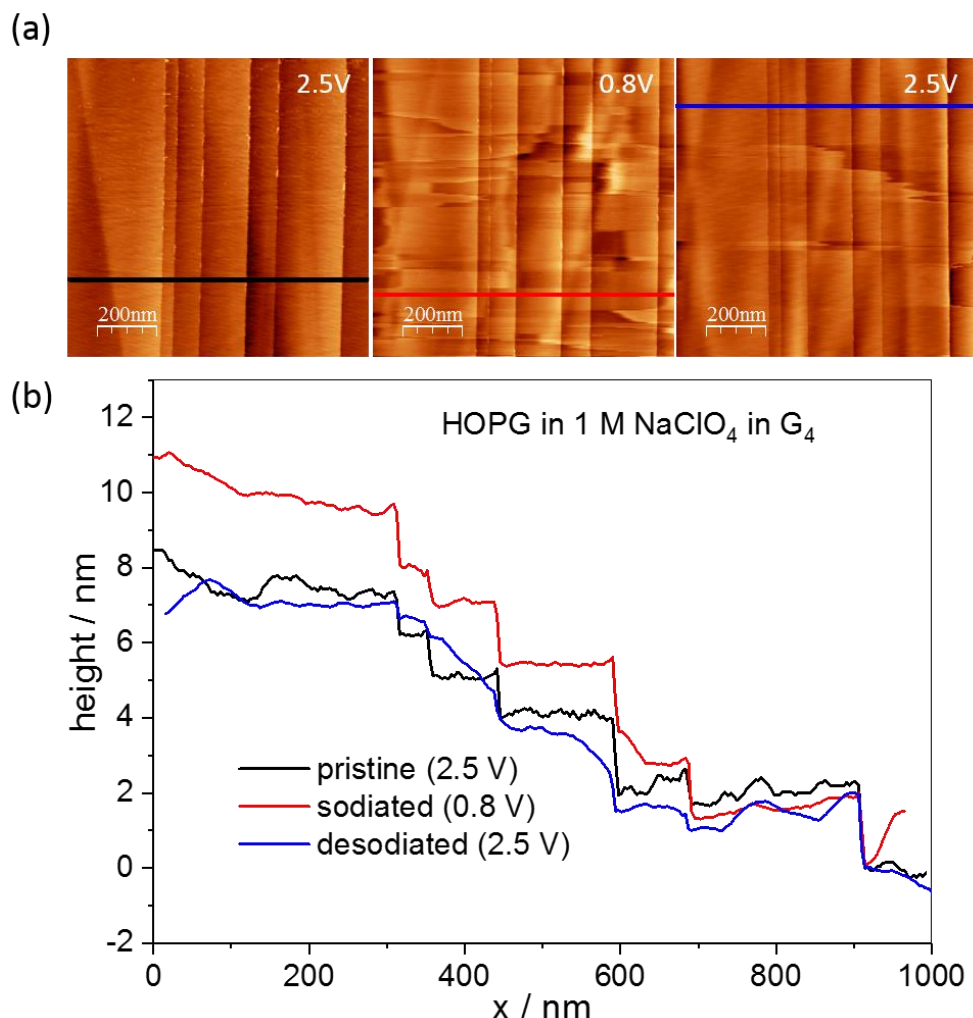 (a)
2.5V
0.8V
2.5V
200nm
200nm
200nm
(b)
HOPG in 1 M NaClO4 in G4
height / nm
12
10
8
6
4
2
0
-2
pristine (2.5 V)
sodiated (0.8 V)
desodiated (2.5 V)
0
200
400
600
800
1000
x / nm